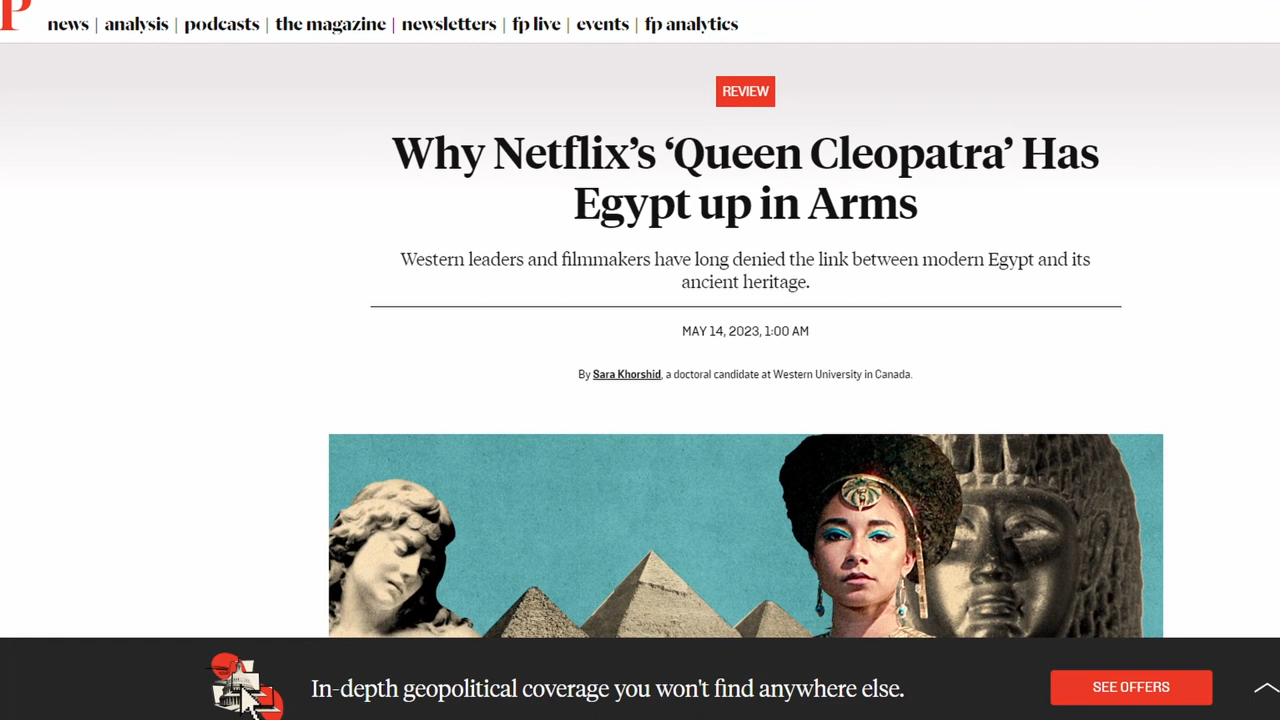 P
news | analysis | podcasts | the magazine | newsletters | fp live | events | fp analytics
REVIEW
Why Netflix’s ‘Queen Cleopatra’ Has
Egypt up in Arms
Western leaders and filmmakers have long denied the link between modern Egypt and its
ancient heritage.
MAY 14, 2023, 1:00 AM
By Sara Khorshid, a doctoral candidate at Western University in Canada.
In-depth geopolitical coverage you won't find anywhere else.
SEE OFFERS